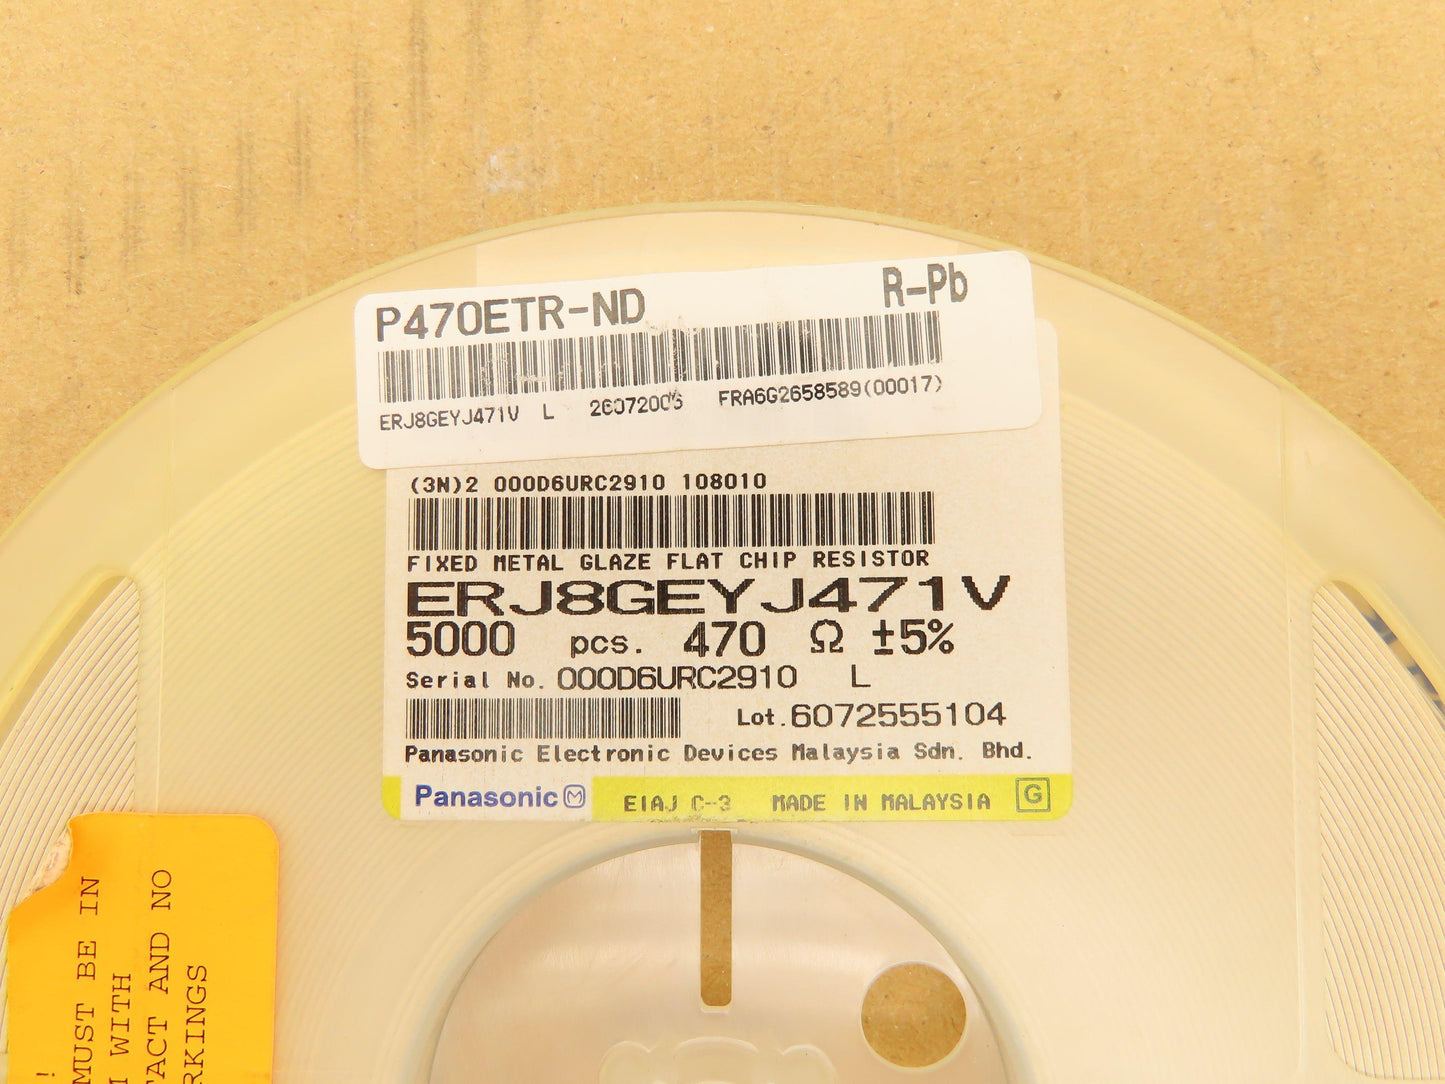 P470ETR-ND R-Pb
ERJ8GEYJ471V L 26072006 FRA6G2658589(00017)
(3N)2 000D6URC2910 108010
FIXED METAL GLAZE FLAT CHIP RESISTOR
ERJ8GEYJ471V
5000 pcs. 470 Ω ±5%
Serial No. 000D6URC2910 L
Lot. 6072555104
Panasonic Electronic Devices Malaysia Sdn. Bhd.
Panasonic M EIAJ C-3 MADE IN MALAYSIA G
!
MUST BE IN
WITH
TACT AND NO
RKINGS